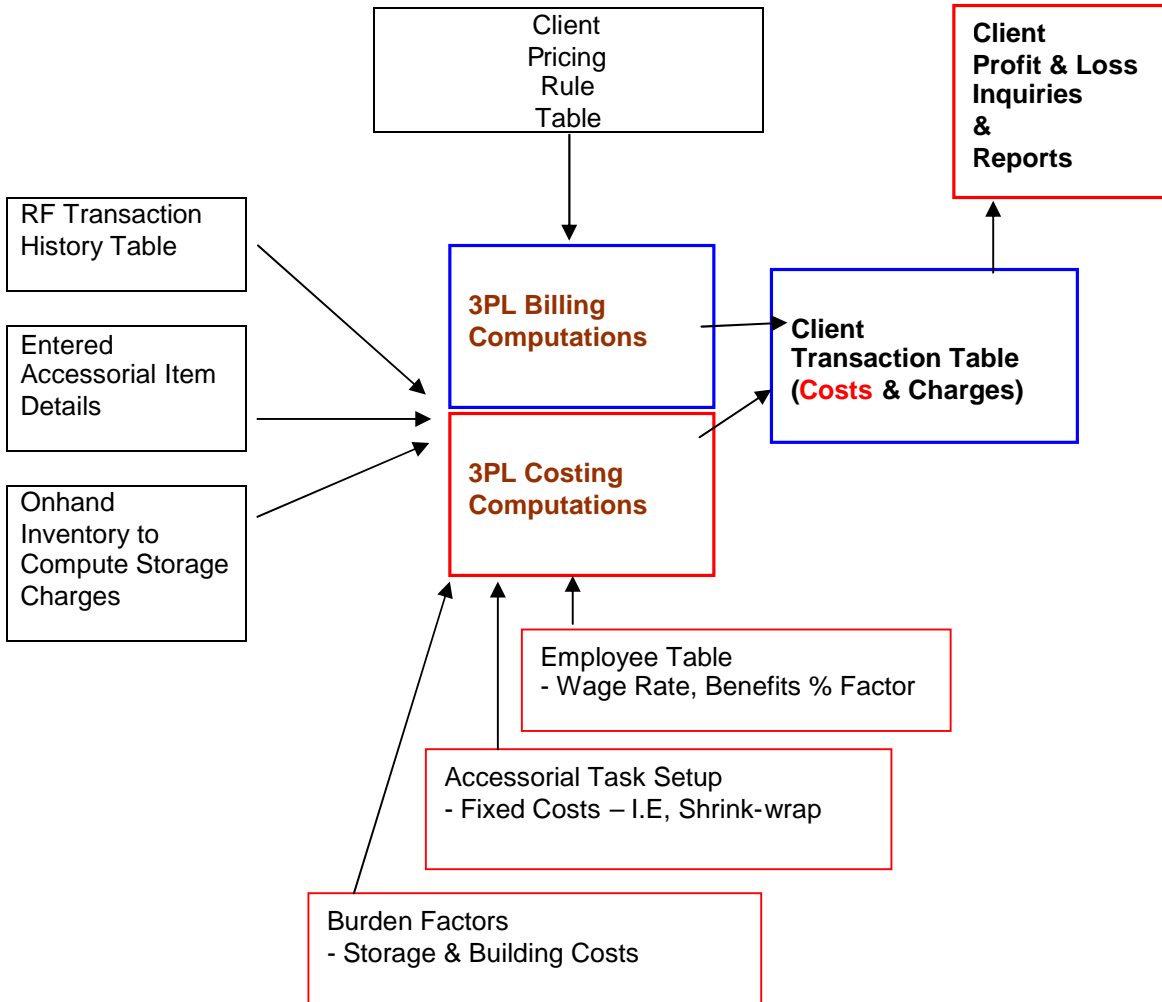 Client
Pricing
Rule
Table
Client
Profit & Loss
Inquiries
&
Reports
RF Transaction
History Table
3PL Billing
Computations
Client
Transaction Table
(Costs & Charges)
Entered
Accessorial Item
Details
3PL Costing
Computations
Onhand
Inventory to
Compute Storage
Charges
Employee Table
- Wage Rate, Benefits % Factor
Accessorial Task Setup
- Fixed Costs – I.E, Shrink-wrap
Burden Factors
- Storage & Building Costs